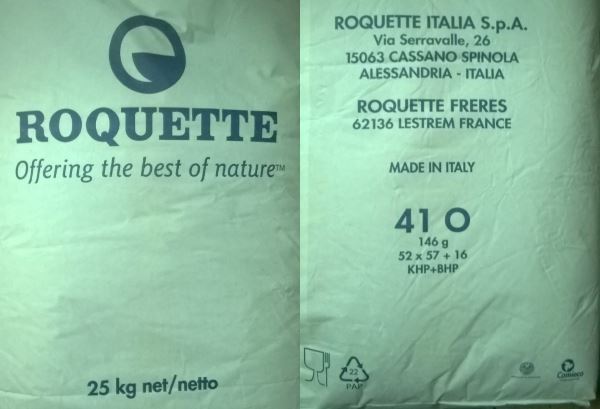 ROQUETTE
Offering the best of nature™
25 kg net/netto
ROQUETTE ITALIA S.p.A.
Via Serravalle, 26
15063 CASSANO SPINOLA
ALESSANDRIA - ITALIA
ROQUETTE FRERES
62136 LESTREM FRANCE
MADE IN ITALY
41 O
146 g
52 x 57 + 16
KHP+BHP
22
PAP
Comieco